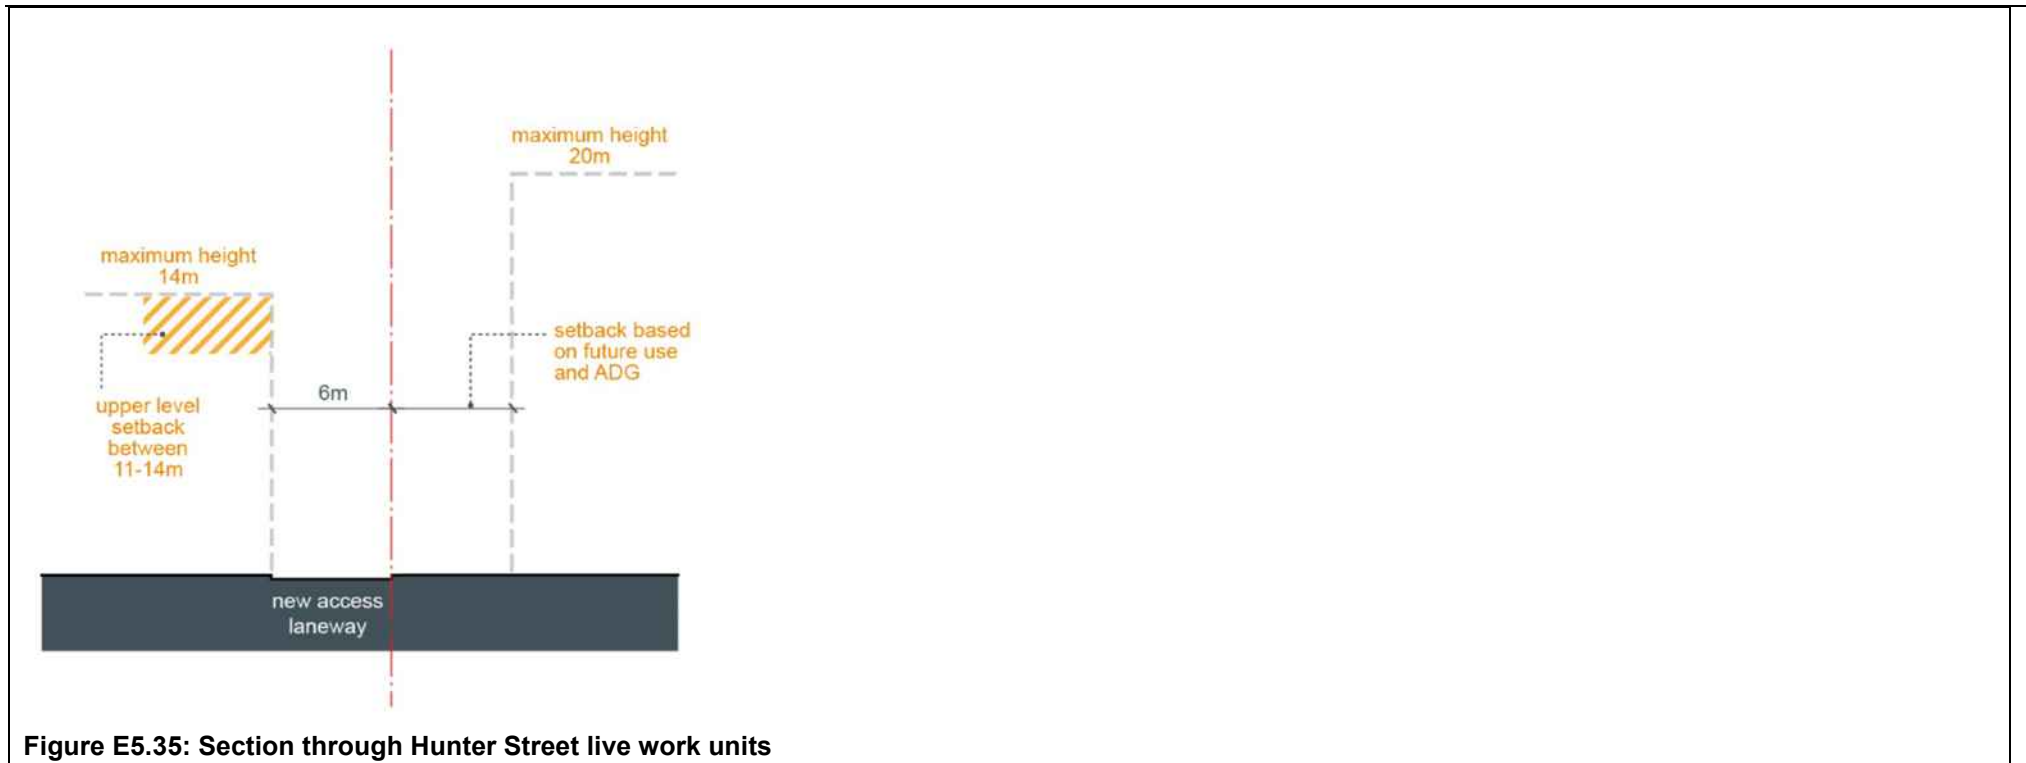 maximum height
20m
maximum height
14m
setback based
on future use
and ADG
6m
upper level
setback
between
11-14m
new access
laneway
Figure E5.35: Section through Hunter Street live work units